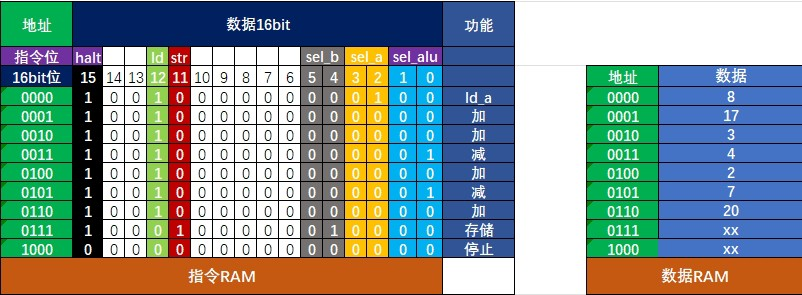 地址 数据16bit 功能
指令位 halt ld str sel_b sel_a sel_alu
16bit位 15 14 13 12 11 10 9 8 7 6 5 4 3 2 1 0 地址 数据
0000 1 0 0 1 0 0 0 0 0 0 0 0 0 1 0 0 ld_a 0000 8
0001 1 0 0 1 0 0 0 0 0 0 0 0 0 0 0 0 加 0001 17
0010 1 0 0 1 0 0 0 0 0 0 0 0 0 0 0 0 加 0010 3
0011 1 0 0 1 0 0 0 0 0 0 0 0 0 0 0 1 减 0011 4
0100 1 0 0 1 0 0 0 0 0 0 0 0 0 0 0 0 加 0100 2
0101 1 0 0 1 0 0 0 0 0 0 0 0 0 0 0 1 减 0101 7
0110 1 0 0 1 0 0 0 0 0 0 0 0 0 0 0 0 加 0110 20
0111 1 0 0 0 1 0 0 0 0 0 0 1 0 0 0 0 存储 0111 xx
1000 0 0 0 0 0 0 0 0 0 0 0 0 0 0 0 0 停止 1000 xx
指令RAM 数据RAM